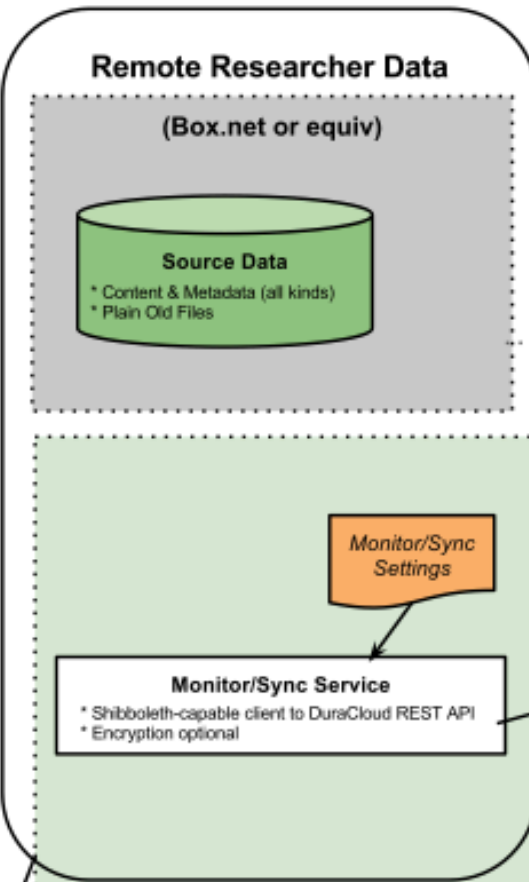 Remote Researcher Data
(Box.net or equiv)
Source Data
* Content & Metadata (all kinds)
* Plain Old Files
Monitor/Sync
Settings
Monitor/Sync Service
* Shibboleth-capable client to DuraCloud REST API
* Encryption optional